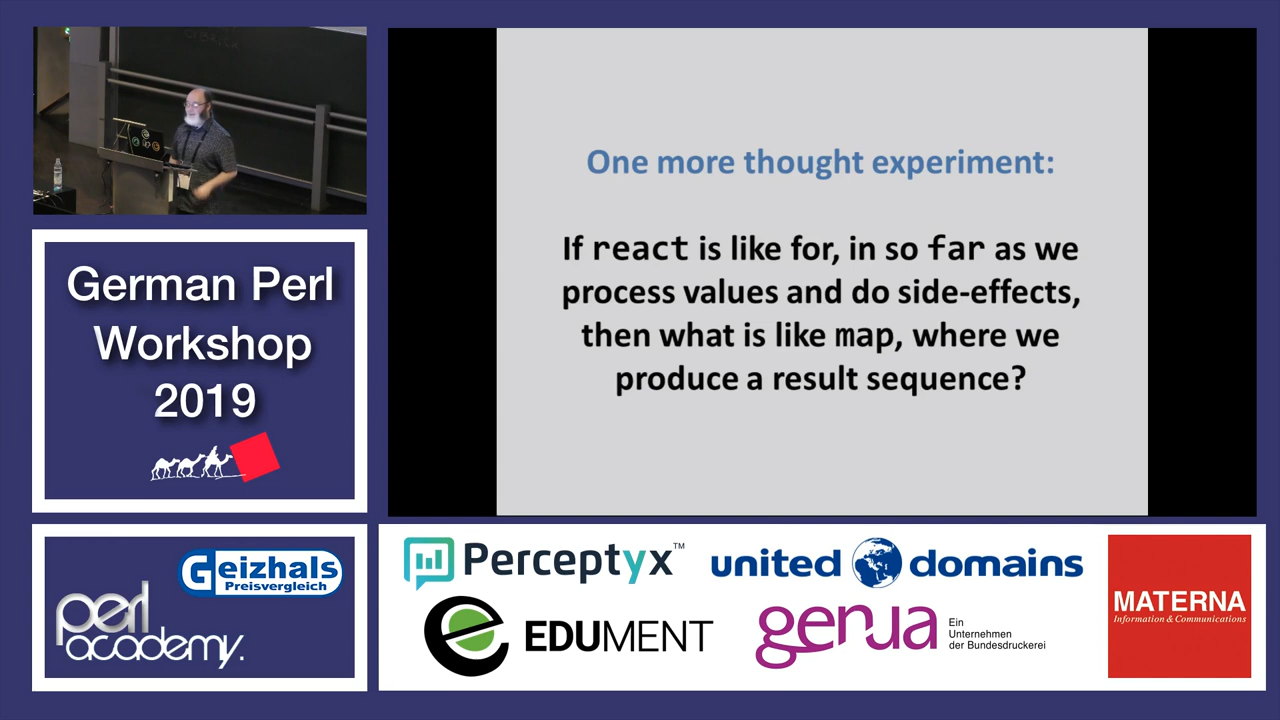 One more thought experiment:
If react is like for, in so far as we
process values and do side-effects,
then what is like map, where we
produce a result sequence?
German Perl
Workshop
2019
perl
academy.
Geizhals
Preisvergleich
Perceptyx™
united domains
EDUMENT
genua
Ein
Unternehmen
der Bundesdruckerei
MATERNA
Information & Communications